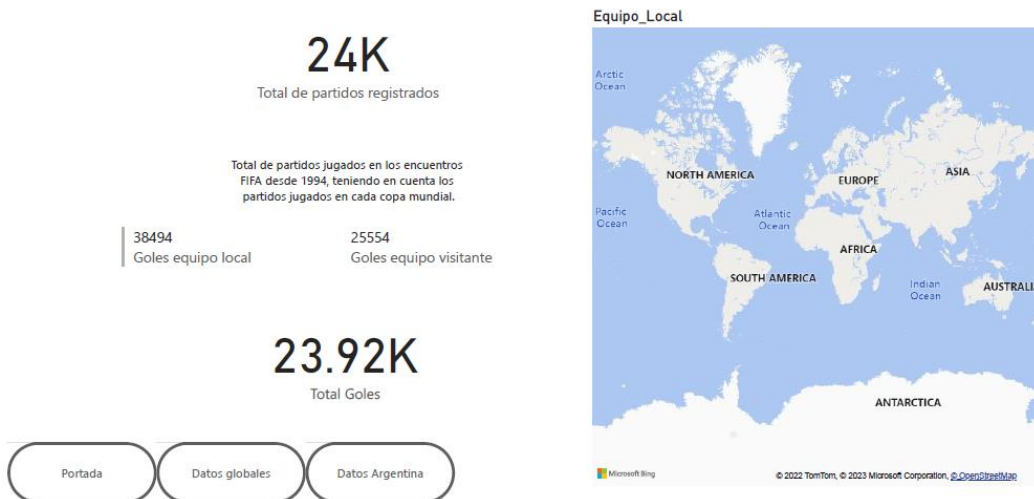 24K
Total de partidos registrados
Total de partidos jugados en los encuentros
FIFA desde 1994, teniendo en cuenta los
partidos jugados en cada copa mundial.
38494
Goles equipo local
25554
Goles equipo visitante
23.92K
Total Goles
Portada
Datos globales
Datos Argentina
Equipo_Local
Arctic
Ocean
NORTH AMERICA
EUROPE
ASIA
Pacific
Ocean
Atlantic
Ocean
AFRICA
SOUTH AMERICA
Indian
Ocean
AUSTRALI
ANTARCTICA
Microsoft Bing
© 2022 TomTom, © 2023 Microsoft Corporation, © OpenStreetMap